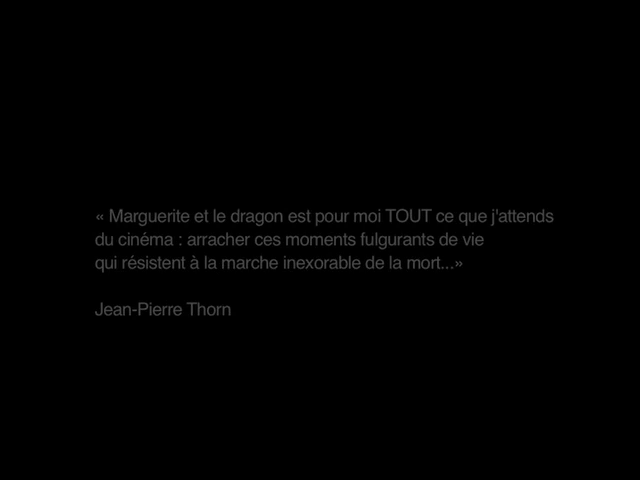 « Marguerite et le dragon est pour moi TOUT ce que j'attends
du cinéma : arracher ces moments fulgurants de vie
qui résistent à la marche inexorable de la mort...»
Jean-Pierre Thorn